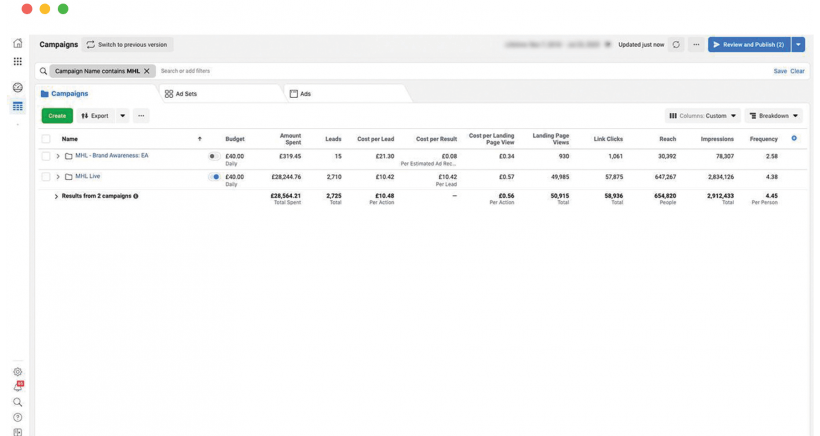 Campaigns Switch to previous version Updated just now Review and Publish (2)
Campaign Name contains MHL Search or add filters Save Clear
Campaigns Ad Sets Ads
Create Export Columns: Custom Breakdown
Name Budget Amount Spent Leads Cost per Lead Cost per Result Cost per Landing Page View Landing Page Views Link Clicks Reach Impressions Frequency
MHL - Brand Awareness: EA £40.00 £319.45 15 £21.30 £0.08 £0.34 930 1,061 30,392 78,307 2.58
Daily Per Estimated Ad Rec...
MHL Live £40.00 £28,244.76 2,710 £10.42 £10.42 £0.57 49,985 57,875 647,267 2,834,126 4.38
Daily Per Lead
Results from 2 campaigns £28,564.21 2,725 £10.48 — £0.56 50,915 58,936 654,820 2,912,433 4.45
Total Spent Total Per Action Per Action Total Total People Total Per Person